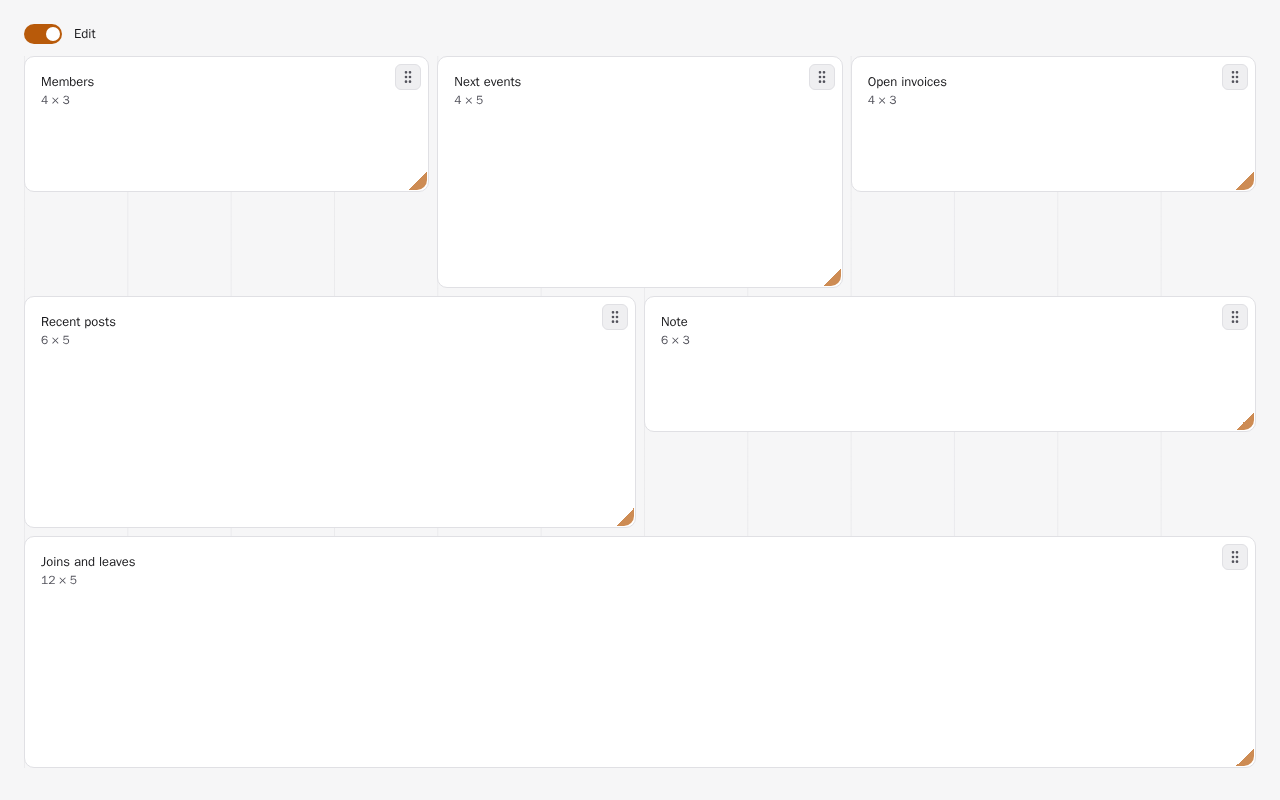 Edit
Members
4 × 3
Next events
4 × 5
Open invoices
4 × 3
Recent posts
6 × 5
Note
6 × 3
Joins and leaves
12 × 5